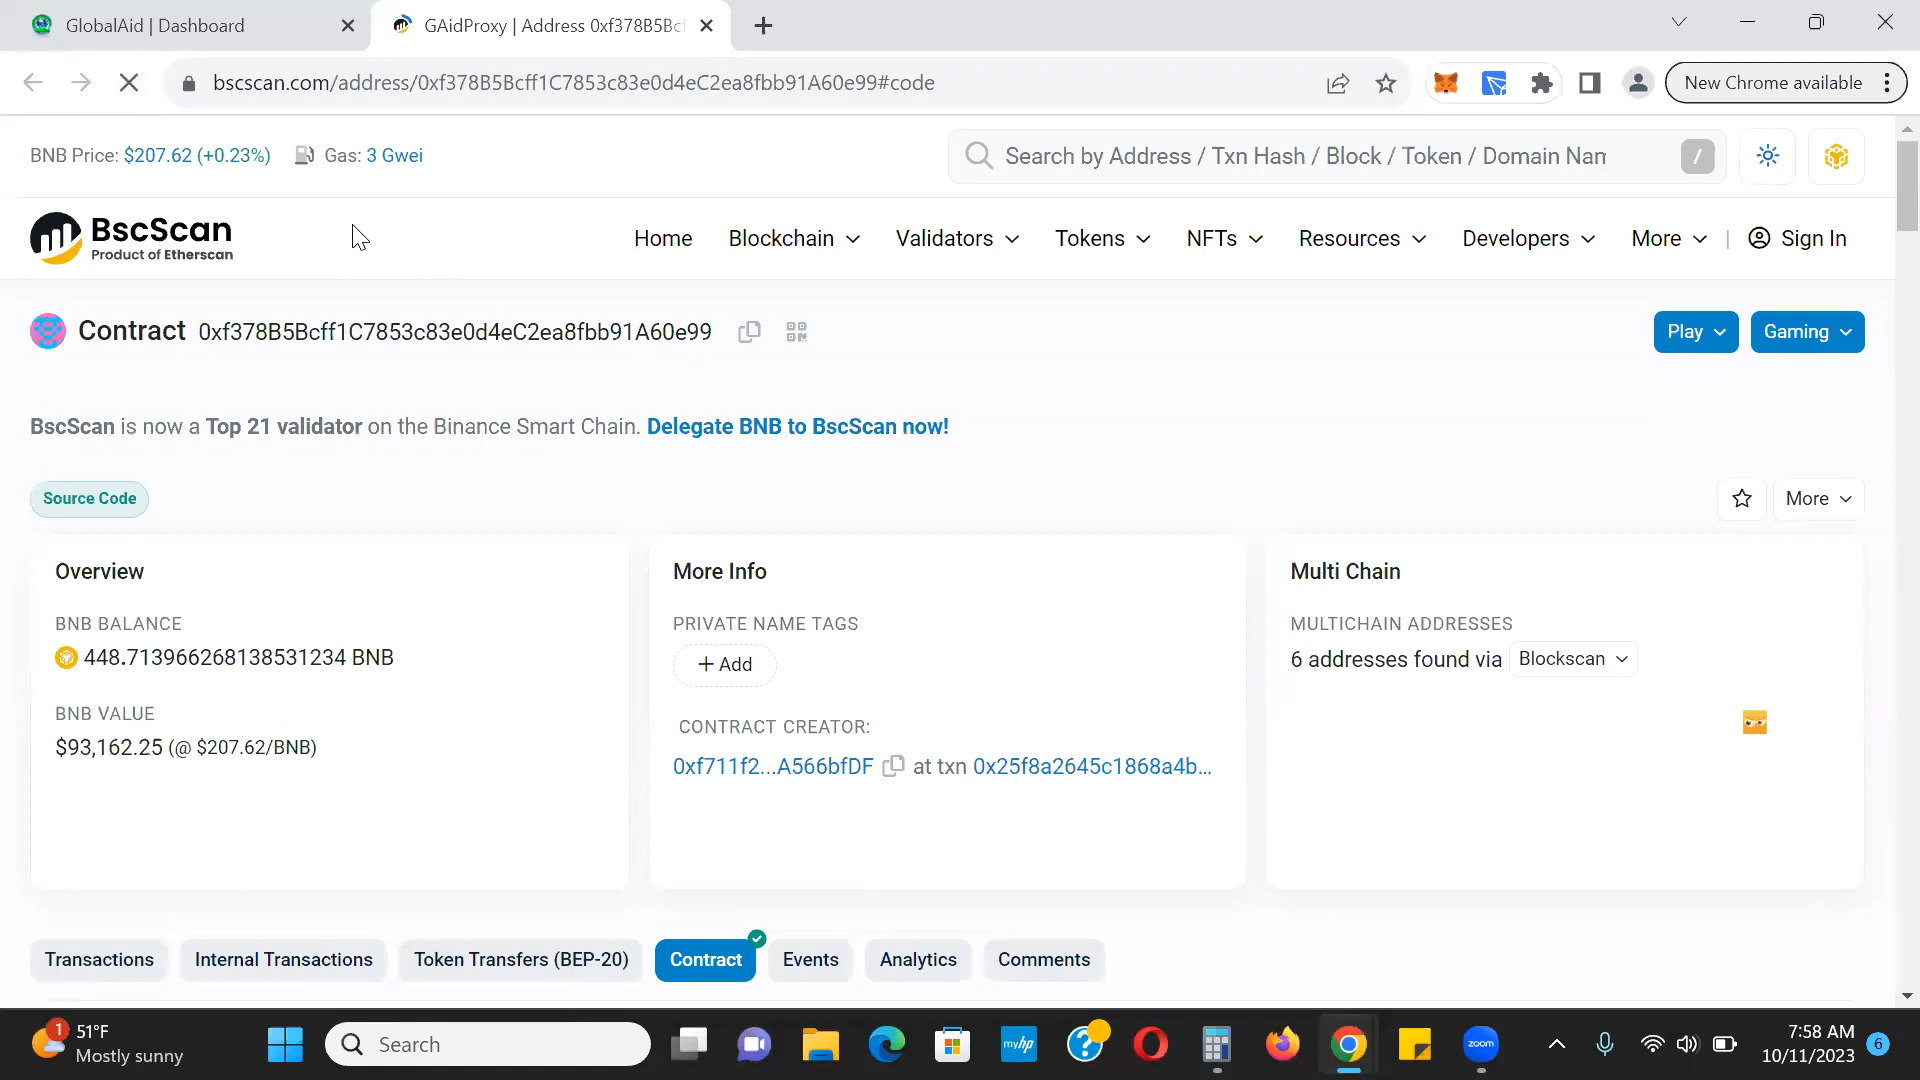 GlobalAid | Dashboard
GAidProxy | Address 0xf378B5Bcf
bscscan.com/address/0xf378B5Bcff1C7853c83e0d4eC2ea8fbb91A60e99#code
New Chrome available
BNB Price: $207.62 (+0.23%) Gas: 3 Gwei
Search by Address / Txn Hash / Block / Token / Domain Nam
/
BscScan
Product of Etherscan
Home Blockchain Validators Tokens NFTs Resources Developers More | Sign In
Contract 0xf378B5Bcff1C7853c83e0d4eC2ea8fbb91A60e99
Play Gaming
BscScan is now a Top 21 validator on the Binance Smart Chain. Delegate BNB to BscScan now!
Source Code
More
Overview
BNB BALANCE
448.713966268138531234 BNB
BNB VALUE
$93,162.25 (@ $207.62/BNB)
More Info
PRIVATE NAME TAGS
+ Add
CONTRACT CREATOR:
0xf711f2...A566bfDF at txn 0x25f8a2645c1868a4b...
Multi Chain
MULTICHAIN ADDRESSES
6 addresses found via Blockscan
Transactions Internal Transactions Token Transfers (BEP-20) Contract Events Analytics Comments
1
51°F
Mostly sunny
Search
myhp
?
zoom
7:58 AM
10/11/2023
6